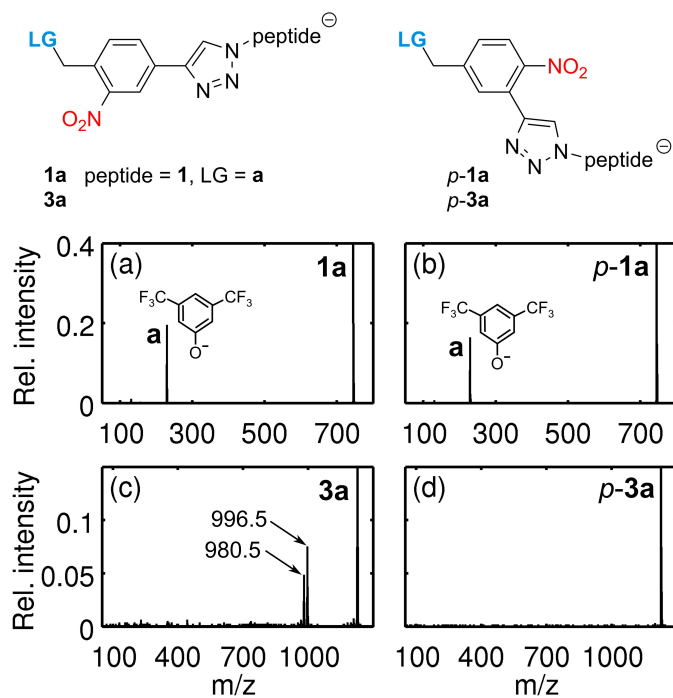 LG
N
peptide ⊖
N
N
O₂N
1a peptide = 1, LG = a
3a
LG
NO₂
N
N
N
peptide ⊖
p-1a
p-3a
Rel. intensity
0.4
0.2
0
(a)
1a
F₃C
CF₃
a
O⁻
100 300 500 700
(b)
p-1a
F₃C
CF₃
a
O⁻
100 300 500 700
Rel. intensity
0.1
0.05
0
(c)
3a
996.5
980.5
100 400 700 1000
m/z
(d)
p-3a
100 400 700 1000
m/z